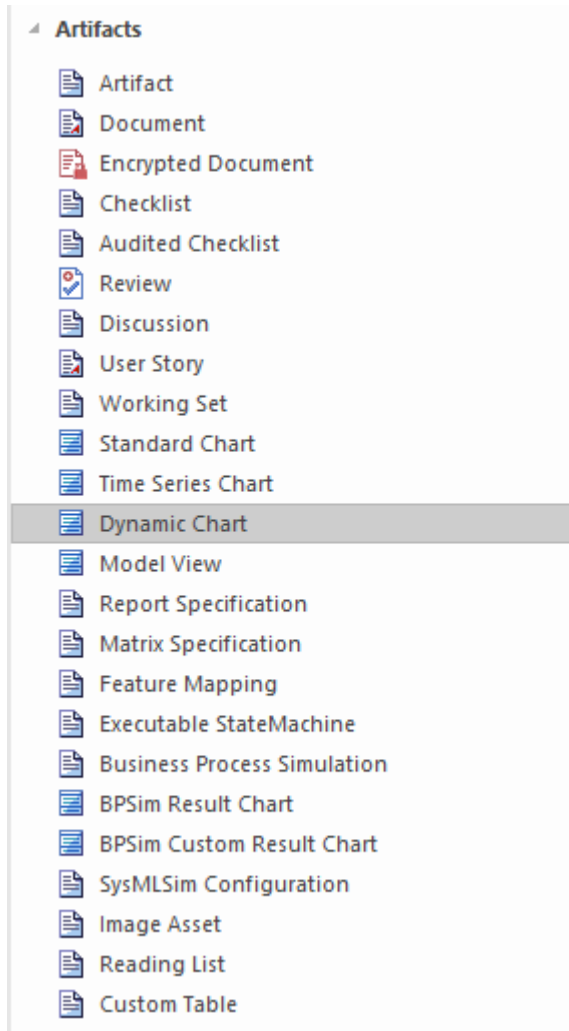 Artifacts
Artifact
Document
Encrypted Document
Checklist
Audited Checklist
Review
Discussion
User Story
Working Set
Standard Chart
Time Series Chart
Dynamic Chart
Model View
Report Specification
Matrix Specification
Feature Mapping
Executable StateMachine
Business Process Simulation
BPSim Result Chart
BPSim Custom Result Chart
SysMLSim Configuration
Image Asset
Reading List
Custom Table